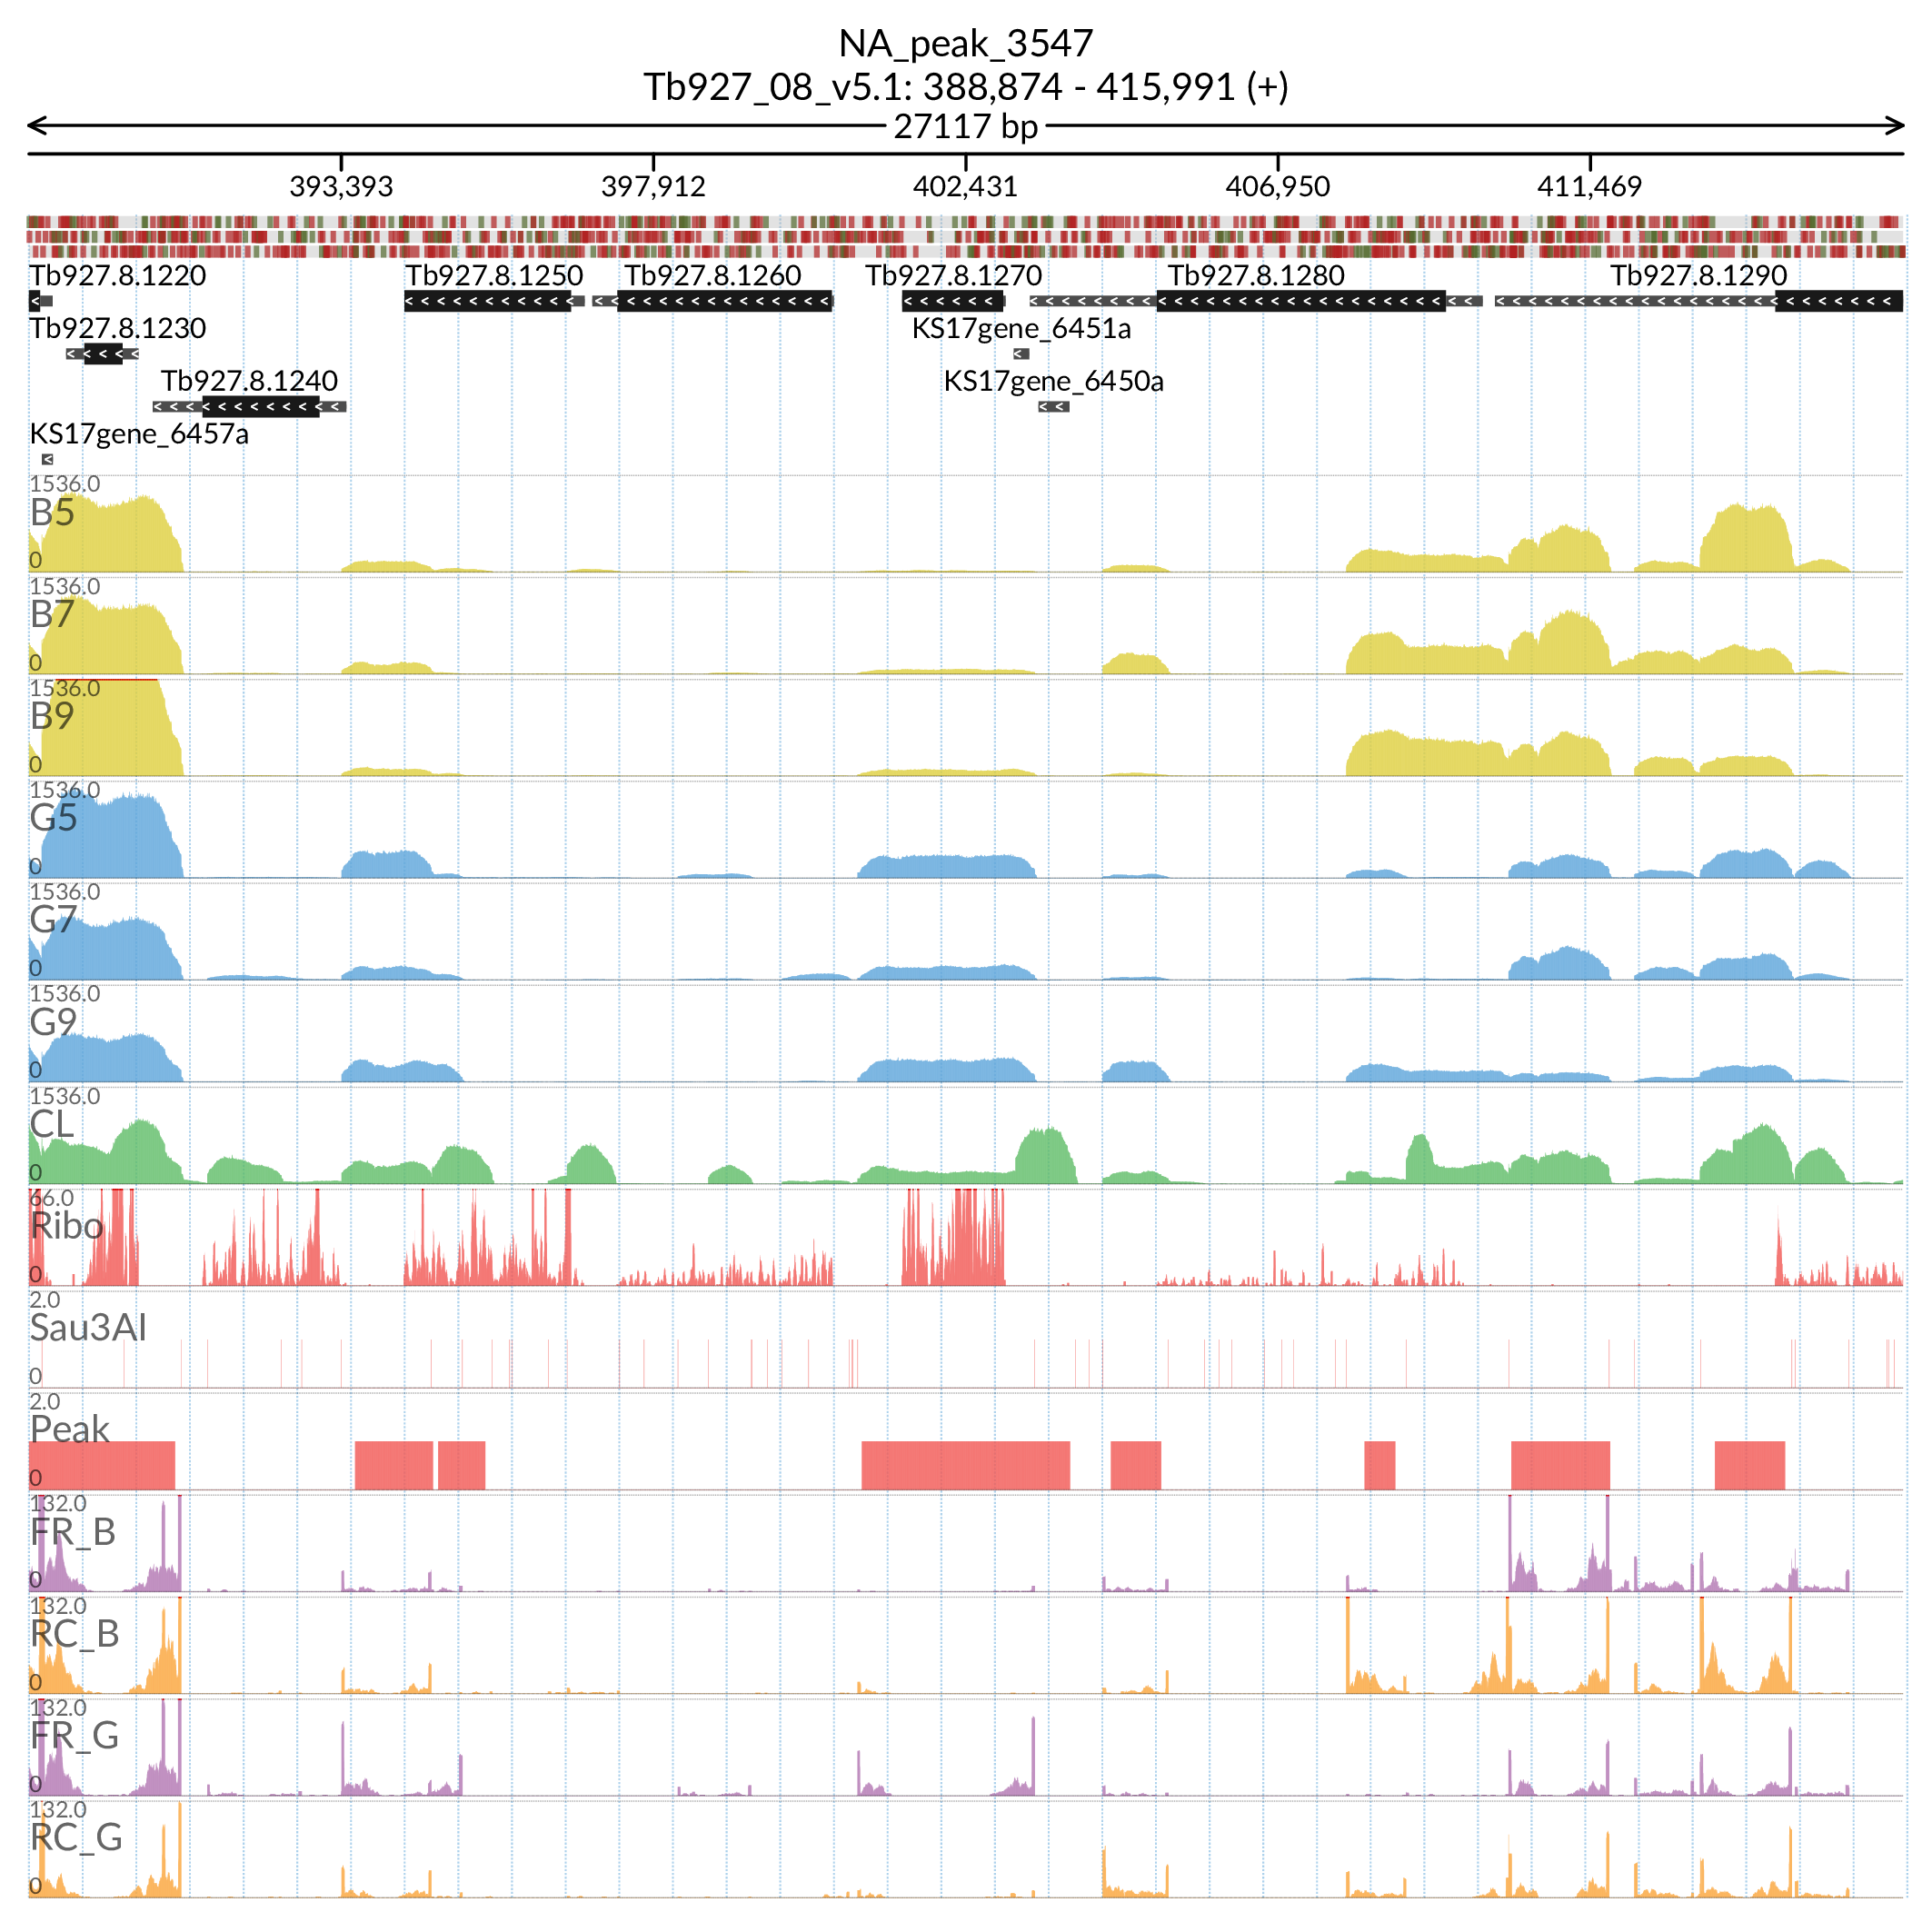 NA_peak_3547
Tb927_08_v5.1: 388,874 - 415,991 (+)
27117 bp
393,393 397,912 402,431 406,950 411,469
Tb927.8.1220 Tb927.8.1250 Tb927.8.1260 Tb927.8.1270 Tb927.8.1280 Tb927.8.1290
Tb927.8.1230 KS17gene_6451a
Tb927.8.1240 KS17gene_6450a
KS17gene_6457a
1536.0
B5
0
1536.0
B7
0
1536.0
B9
0
1536.0
G5
0
1536.0
G7
0
1536.0
G9
0
1536.0
CL
0
66.0
Ribo
0
2.0
Sau3AI
0
2.0
Peak
0
132.0
FR_B
0
132.0
RC_B
0
132.0
FR_G
0
132.0
RC_G
0